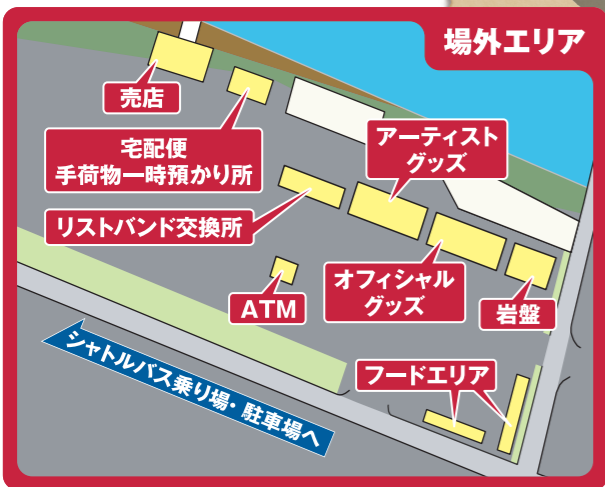 場外エリア
売店
宅配便
手荷物一時預かり所
アーティスト
グッズ
リストバンド交換所
ATM
オフィシャル
グッズ
岩盤
フードエリア
シャトルバス乗り場・駐車場へ